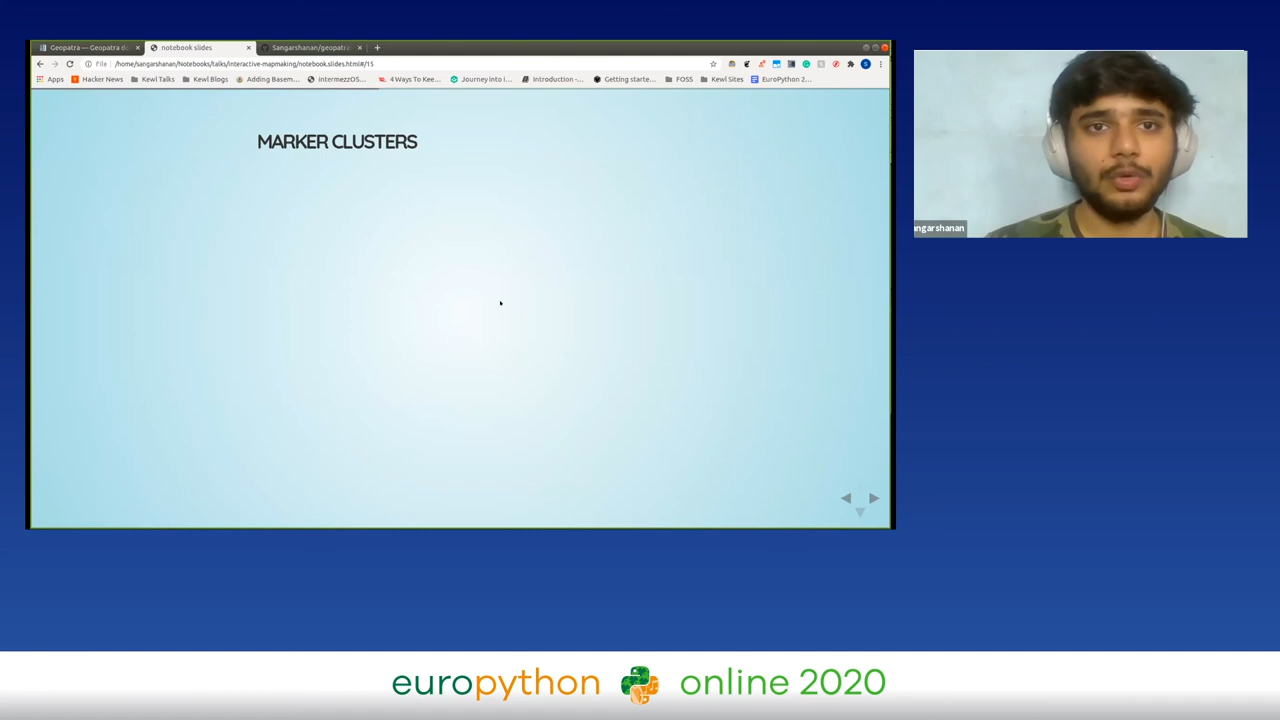 Geopatra — Geopatra do
notebook slides
Sangarshanan/geopatra
File
/home/sangarshanan/Notebooks/talks/interactive-mapmaking/notebook.slides.html#/15
Apps
Hacker News
Kewl Talks
Kewl Blogs
Adding Basem...
intermezzOS...
4 Ways To Kee...
Journey into i...
Introduction -...
Getting starte...
FOSS
Kewl Sites
EuroPython 2...
MARKER CLUSTERS
angarshanan
europython online 2020